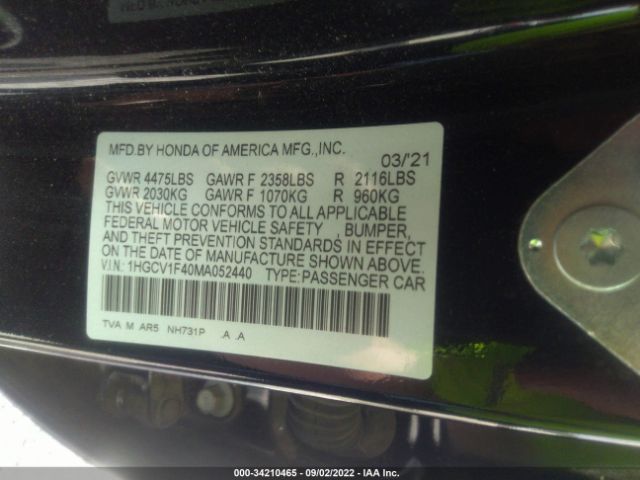 MFD.BY HONDA OF AMERICA MFG.,INC. 03/'21
GVWR 4475LBS GAWR F 2358LBS R 2116LBS
GVWR 2030KG GAWR F 1070KG R 960KG
THIS VEHICLE CONFORMS TO ALL APPLICABLE
FEDERAL MOTOR VEHICLE SAFETY , BUMPER,
AND THEFT PREVENTION STANDARDS IN EFFECT
ON THE DATE OF MANUFACTURE SHOWN ABOVE.
V.I.N.: 1HGCV1F40MA052440 TYPE:PASSENGER CAR
TVA M AR5 NH731P .A .A
000-34210465 - 09/02/2022 - IAA Inc.